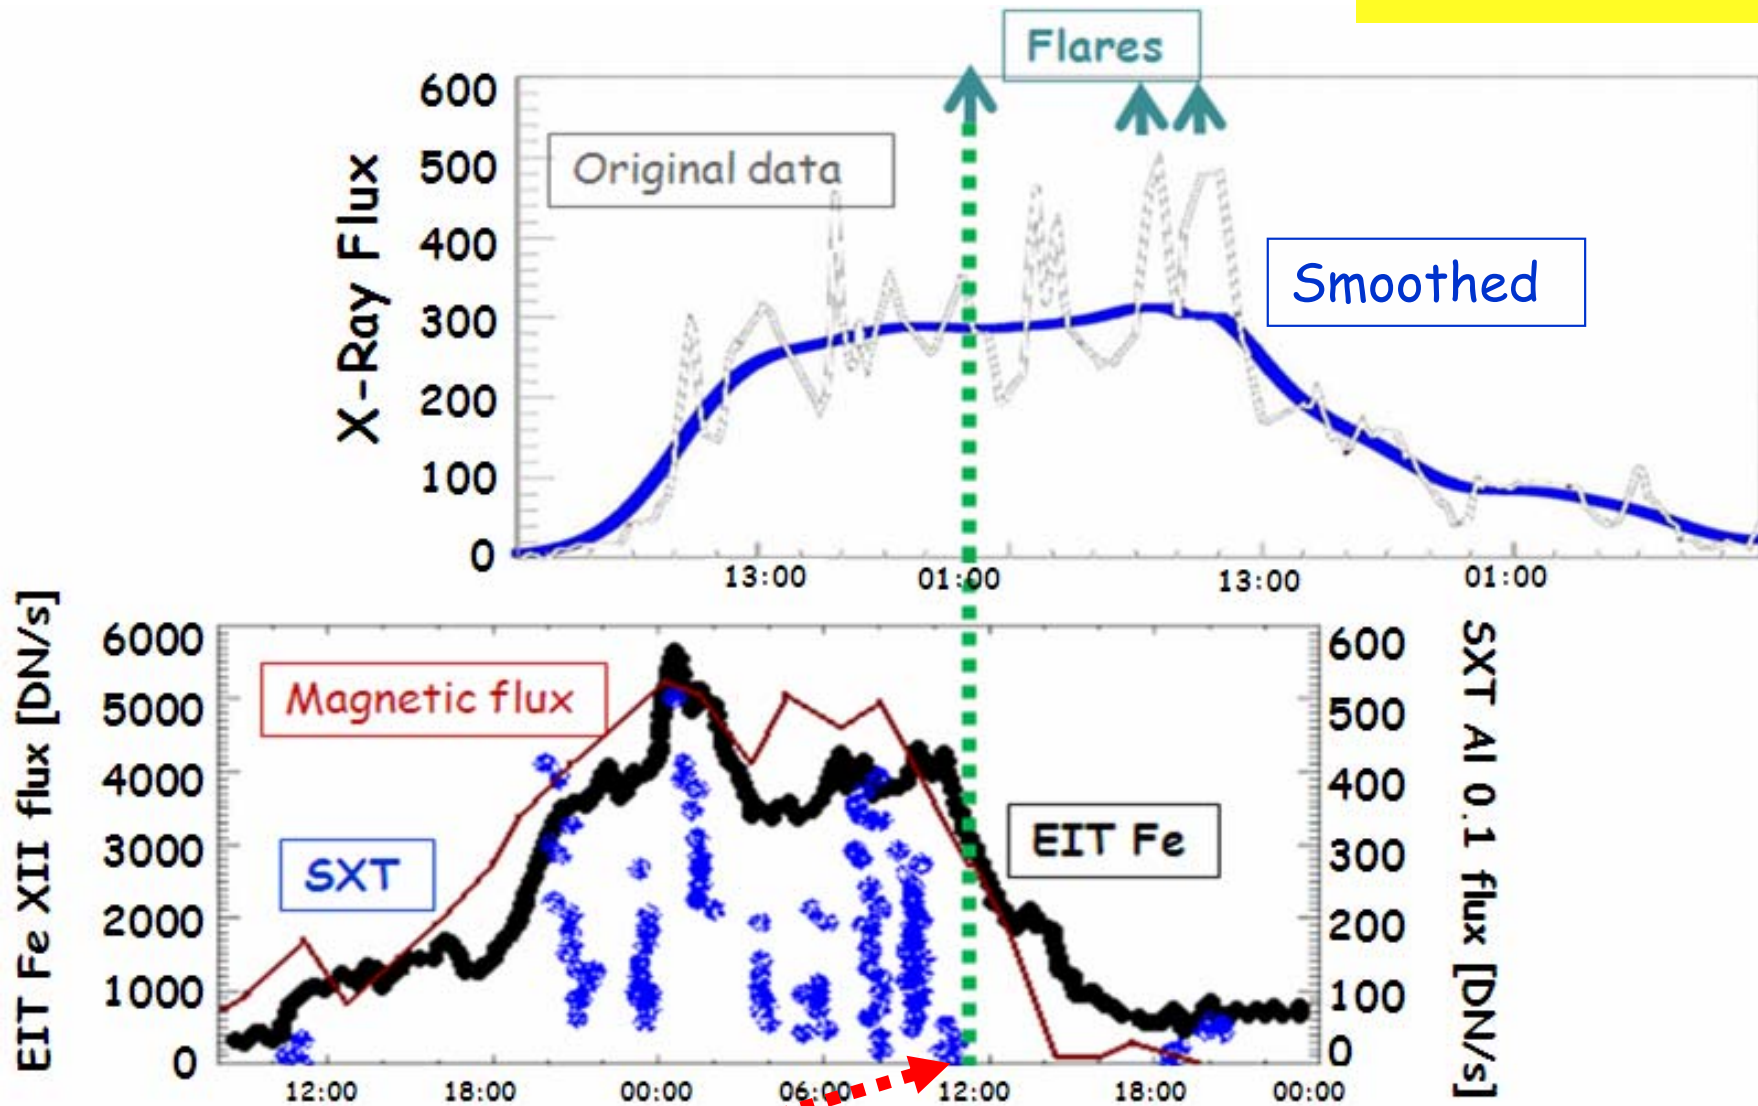 Flares
600
500
400
300
200
100
0
X-Ray Flux
Original data
Smoothed
13:00 01:00 13:00 01:00
EIT Fe XII flux [DN/s]
6000
5000
4000
3000
2000
1000
0
Magnetic flux
SXT
EIT Fe
600
500
400
300
200
100
0
SXT Al 0.1 flux [DN/s]
12:00 18:00 00:00 06:00 12:00 18:00 00:00